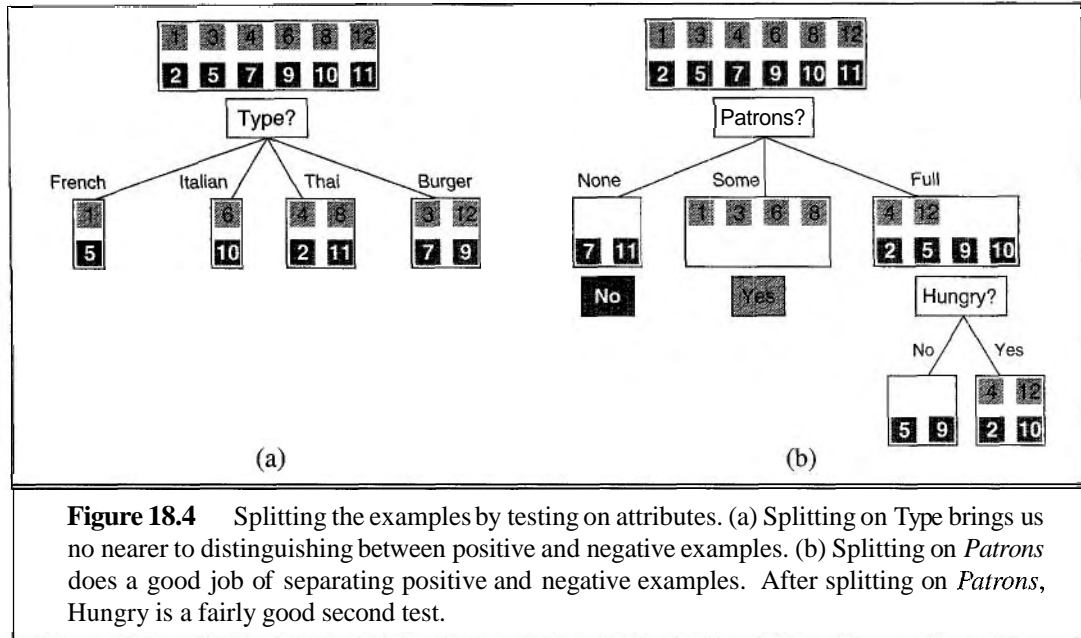 1 3 4 6 8 12
2 5 7 9 10 11
Type?
French Italian Thai Burger
1 6 4 8 3 12
5 10 2 11 7 9
(a)
1 3 4 6 8 12
2 5 7 9 10 11
Patrons?
None Some Full
1 3 6 8 4 12
7 11 2 5 9 10
No Yes Hungry?
No Yes
4 12
5 9 2 10
(b)
Figure 18.4 Splitting the examples by testing on attributes. (a) Splitting on Type brings us
no nearer to distinguishing between positive and negative examples. (b) Splitting on Patrons
does a good job of separating positive and negative examples. After splitting on Patrons,
Hungry is a fairly good second test.